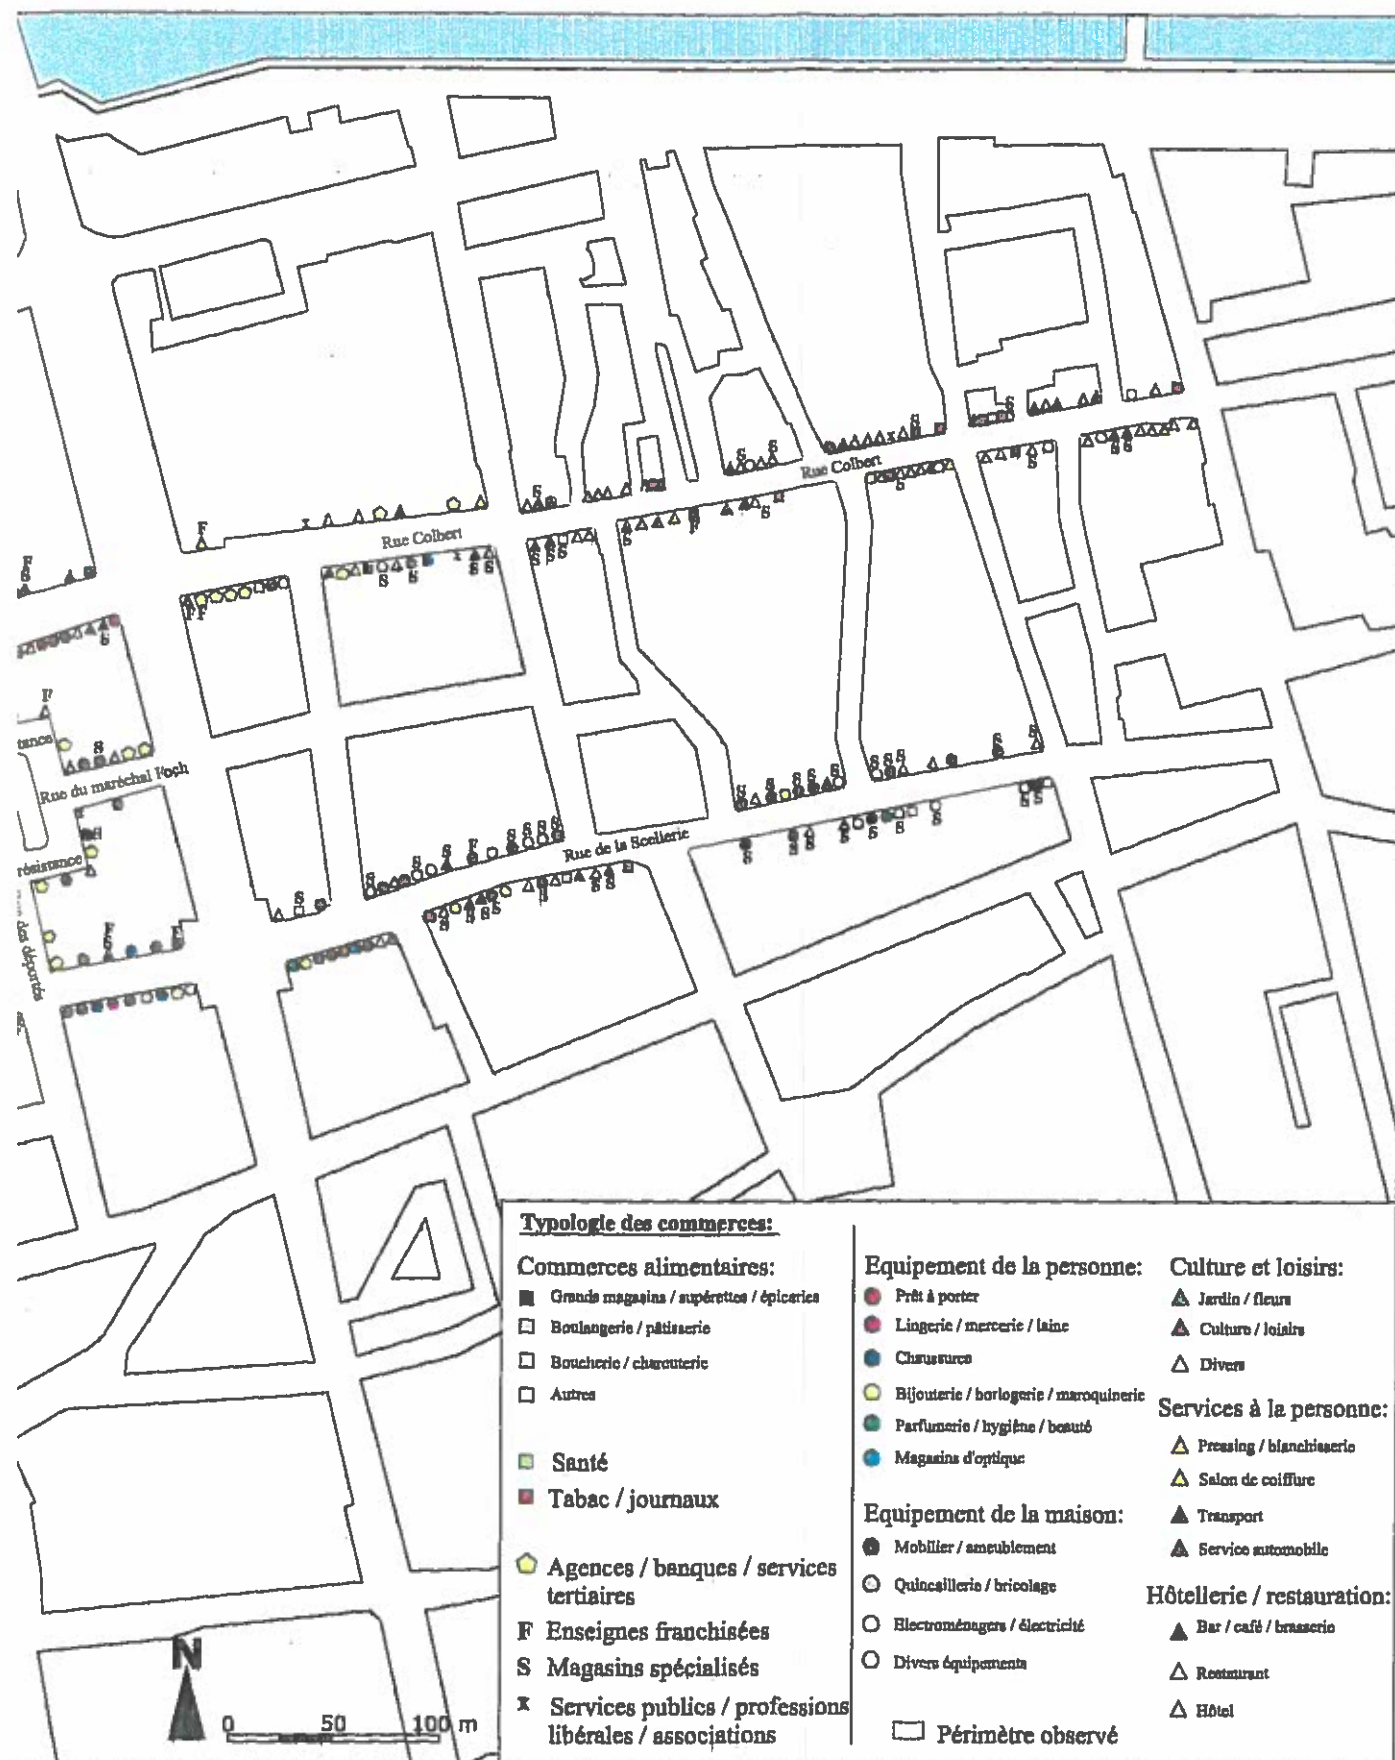 Rue Colbert
Rue Colbert
Rue du maréchal Foch
résistance
tance
des déportés
Rue de la Scellerie
Typologie des commerces:
Commerces alimentaires:
Grands magasins / supérettes / épiceries
Boulangerie / pâtisserie
Boucherie / charcuterie
Autres
Santé
Tabac / journaux
Agences / banques / services
tertiaires
F Enseignes franchisées
S Magasins spécialisés
x Services publics / professions
libérales / associations
Equipement de la personne:
Prêt à porter
Lingerie / mercerie / laine
Chaussures
Bijouterie / horlogerie / maroquinerie
Parfumerie / hygiène / beauté
Magasins d'optique
Equipement de la maison:
Mobilier / ameublement
Quincaillerie / bricolage
Electroménagers / électricité
Divers équipements
Périmètre observé
Culture et loisirs:
Jardin / fleurs
Culture / loisirs
Divers
Services à la personne:
Pressing / blanchisserie
Salon de coiffure
Transport
Service automobile
Hôtellerie / restauration:
Bar / café / brasserie
Restaurant
Hôtel
N
0 50 100 m